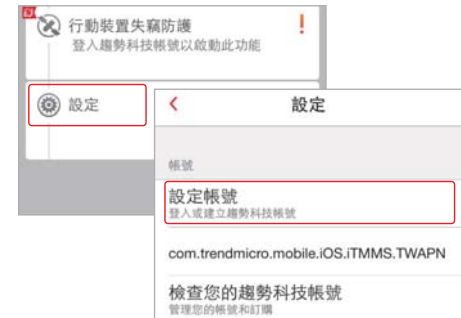 行動裝置失竊防護
登入趨勢科技帳號以啟動此功能
設定
設定
帳號
設定帳號
登入或建立趨勢科技帳號
com.trendmicro.mobile.iOS.iTMMS.TWAPN
檢查您的趨勢科技帳號
管理您的帳號和訂購